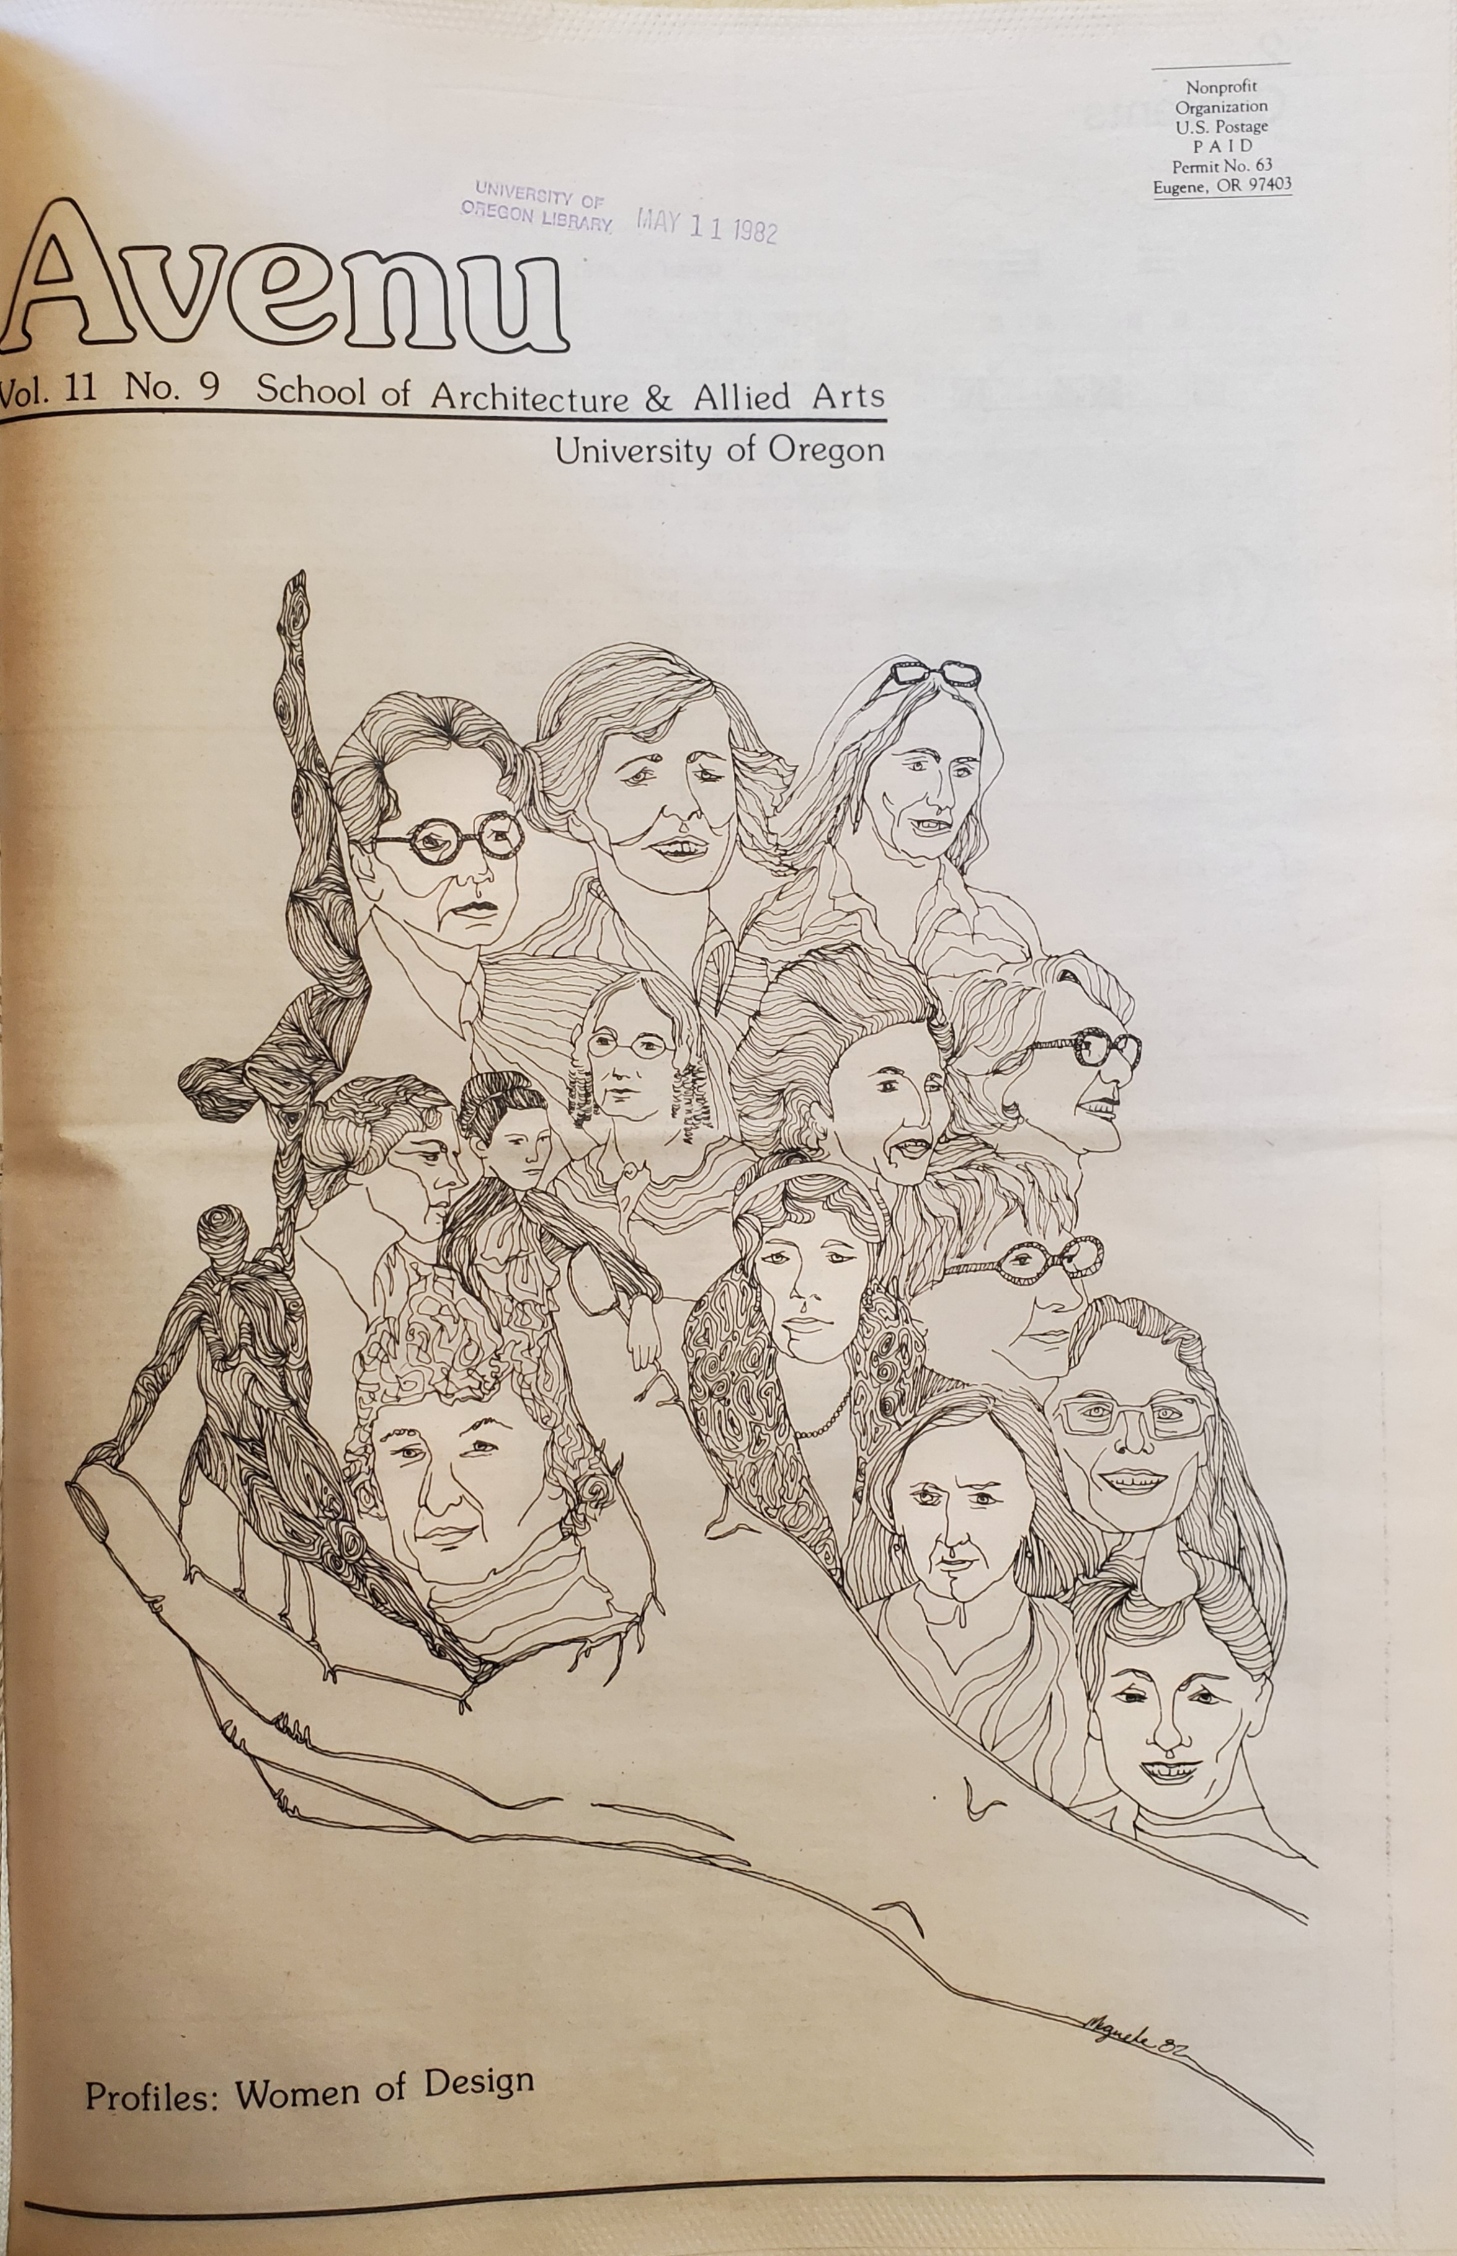 Nonprofit
Organization
U.S. Postage
PAID
Permit No. 63
Eugene, OR 97403
UNIVERSITY OF
OREGON LIBRARY MAY 11 1982
Avenu
Vol. 11 No. 9 School of Architecture & Allied Arts
University of Oregon
82
Profiles: Women of Design